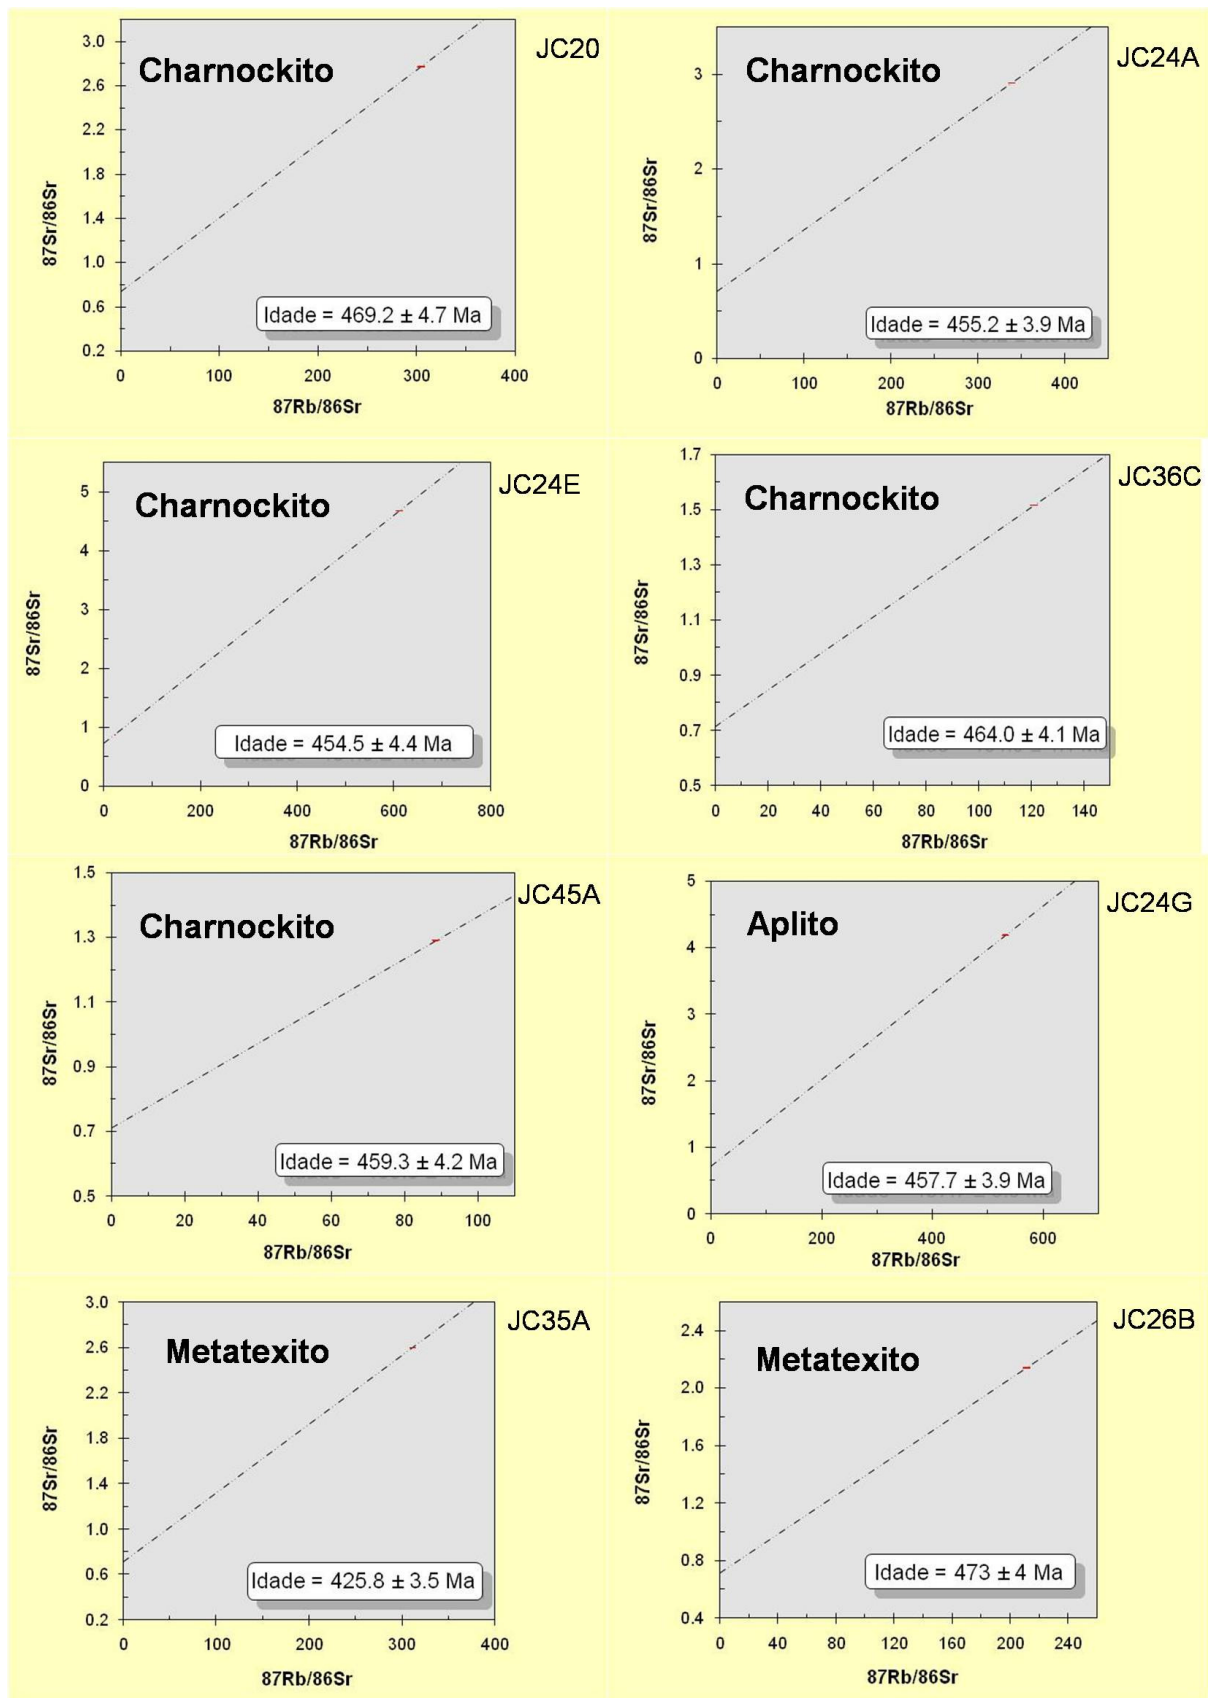 JC20
Charnockito
3.0
2.6
2.2
1.8
1.4
1.0
0.6
0.2
87Sr/86Sr
Idade = 469.2 ± 4.7 Ma
0 100 200 300 400
87Rb/86Sr
JC24A
Charnockito
3
2
1
0
87Sr/86Sr
Idade = 455.2 ± 3.9 Ma
0 100 200 300 400
87Rb/86Sr
JC24E
Charnockito
5
4
3
2
1
0
87Sr/86Sr
Idade = 454.5 ± 4.4 Ma
0 200 400 600 800
87Rb/86Sr
JC36C
Charnockito
1.7
1.5
1.3
1.1
0.9
0.7
0.5
87Sr/86Sr
Idade = 464.0 ± 4.1 Ma
0 20 40 60 80 100 120 140
87Rb/86Sr
JC45A
Charnockito
1.5
1.3
1.1
0.9
0.7
0.5
87Sr/86Sr
Idade = 459.3 ± 4.2 Ma
0 20 40 60 80 100
87Rb/86Sr
JC24G
Aplito
5
4
3
2
1
0
87Sr/86Sr
Idade = 457.7 ± 3.9 Ma
0 200 400 600
87Rb/86Sr
JC35A
Metatexito
3.0
2.6
2.2
1.8
1.4
1.0
0.6
0.2
87Sr/86Sr
Idade = 425.8 ± 3.5 Ma
0 100 200 300 400
87Rb/86Sr
JC26B
Metatexito
2.4
2.0
1.6
1.2
0.8
0.4
87Sr/86Sr
Idade = 473 ± 4 Ma
0 40 80 120 160 200 240
87Rb/86Sr